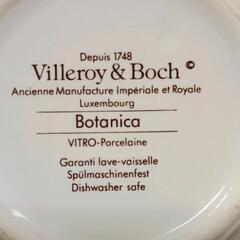 Depuis 1748
Villeroy & Boch ©
Ancienne Manufacture Impériale et Royale
Luxembourg
Botanica
VITRO-Porcelaine
Garanti lave-vaisselle
Spülmaschinenfest
Dishwasher safe